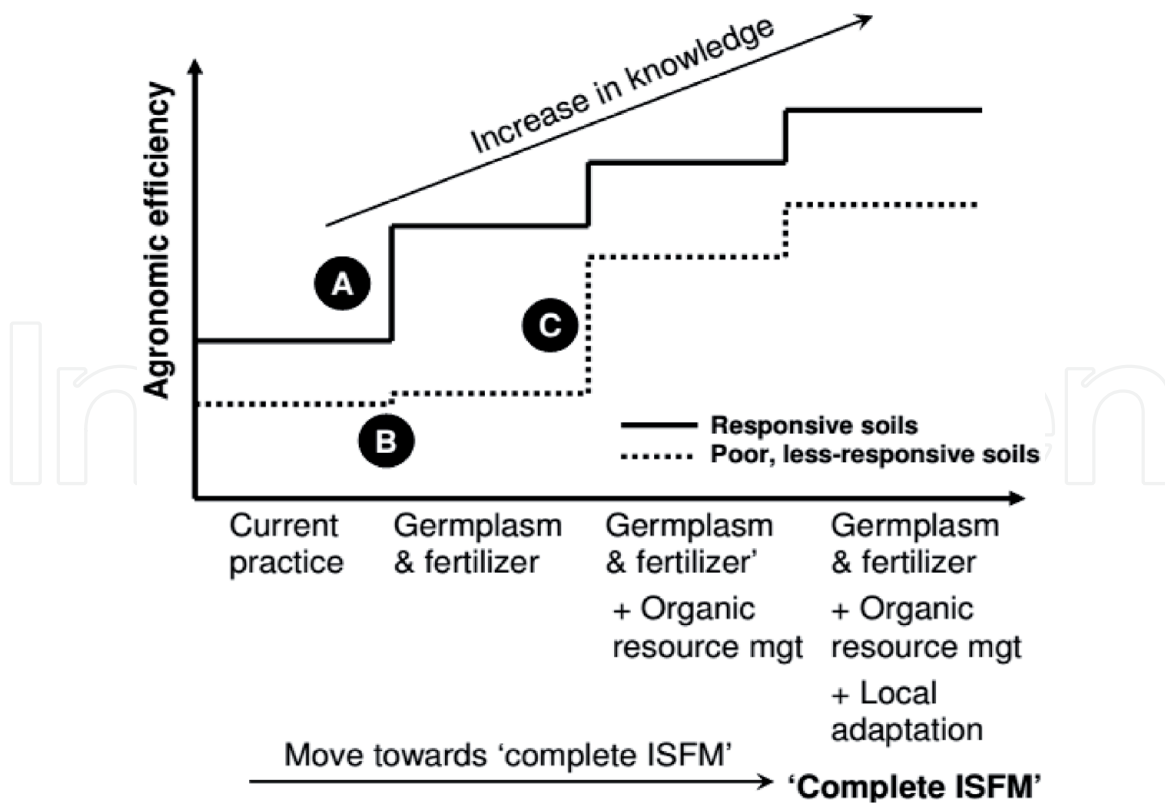 Increase in knowledge
Agronomic efficiency
A
C
B
Responsive soils
Poor, less-responsive soils
Current
practice
Germplasm
& fertilizer
Germplasm
& fertilizer’
+ Organic
resource mgt
Germplasm
& fertilizer
+ Organic
resource mgt
+ Local
adaptation
Move towards ‘complete ISFM’
‘Complete ISFM’